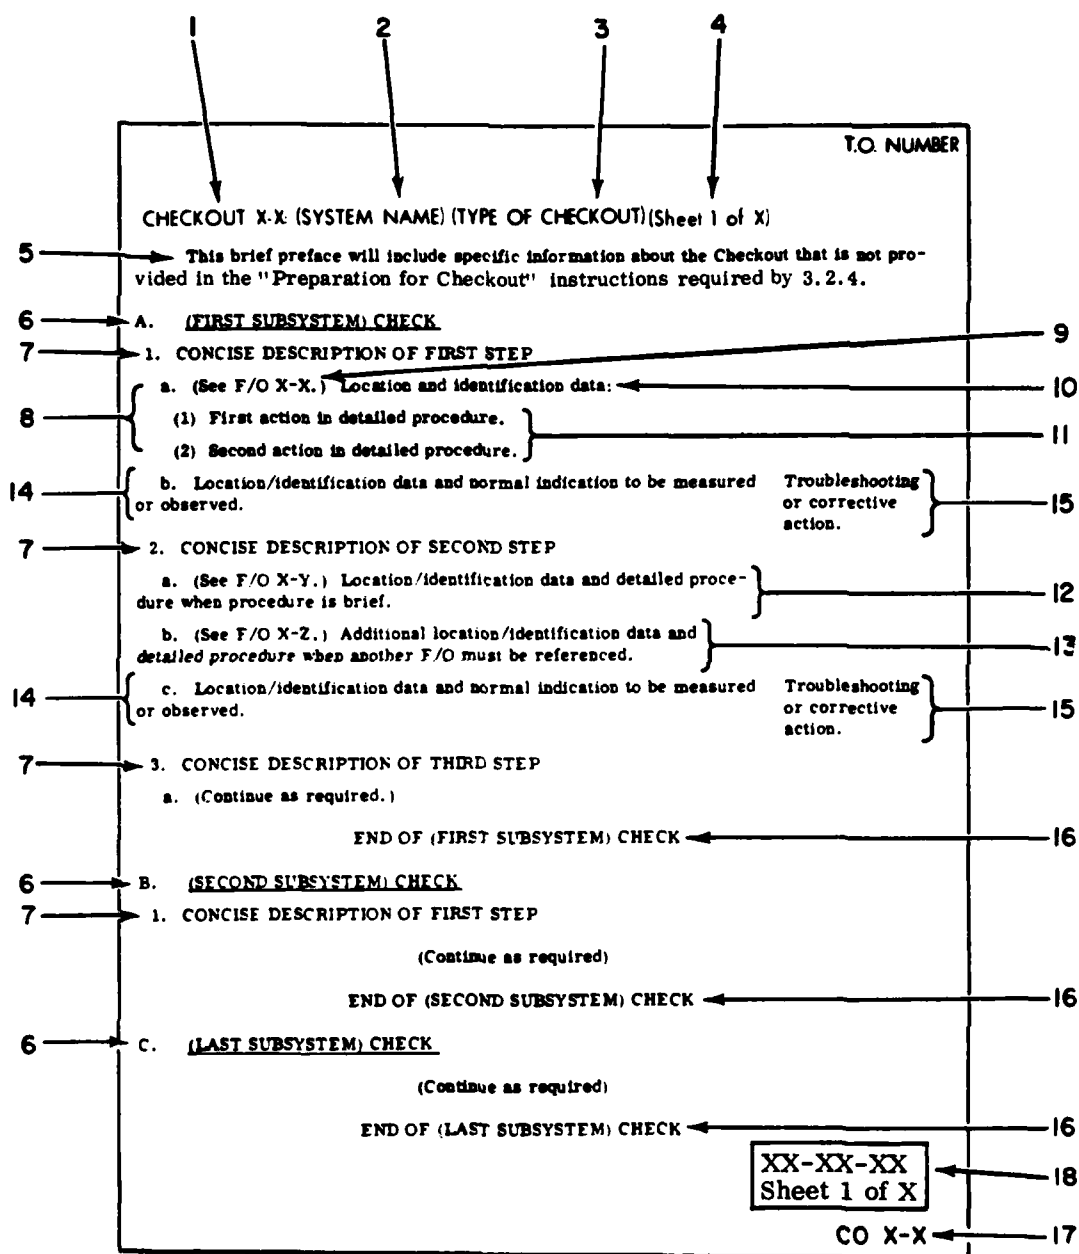 1 2 3 4
T.O. NUMBER
CHECKOUT X-X: (SYSTEM NAME) (TYPE OF CHECKOUT) (Sheet 1 of X)
5 This brief preface will include specific information about the Checkout that is not pro-
vided in the "Preparation for Checkout" instructions required by 3.2.4.
6 A. (FIRST SUBSYSTEM) CHECK
9
7 1. CONCISE DESCRIPTION OF FIRST STEP
a. (See F/O X-X.) Location and identification data: 10
8 (1) First action in detailed procedure.
11
(2) Second action in detailed procedure.
14 b. Location/identification data and normal indication to be measured Troubleshooting
or observed. or corrective 15
action.
7 2. CONCISE DESCRIPTION OF SECOND STEP
a. (See F/O X-Y.) Location/identification data and detailed proce-
dure when procedure is brief. 12
b. (See F/O X-Z.) Additional location/identification data and
detailed procedure when another F/O must be referenced. 13
14 c. Location/identification data and normal indication to be measured Troubleshooting
or observed. or corrective 15
action.
7 3. CONCISE DESCRIPTION OF THIRD STEP
a. (Continue as required.)
END OF (FIRST SUBSYSTEM) CHECK 16
6 B. (SECOND SUBSYSTEM) CHECK
7 1. CONCISE DESCRIPTION OF FIRST STEP
(Continue as required)
END OF (SECOND SUBSYSTEM) CHECK 16
6 C. (LAST SUBSYSTEM) CHECK
(Continue as required)
END OF (LAST SUBSYSTEM) CHECK 16
XX-XX-XX
Sheet 1 of X 18
CO X-X 17